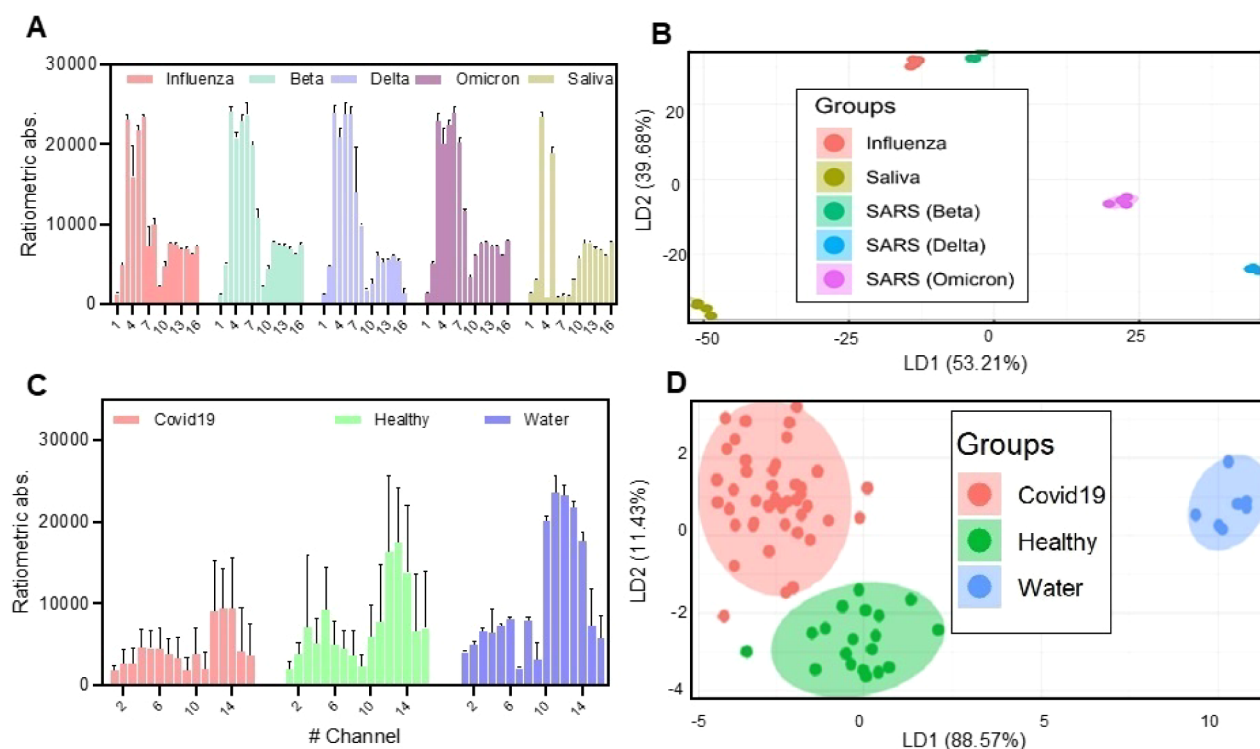 A
30000
20000
10000
0
Ratiometric abs.
Influenza
Beta
Delta
Omicron
Saliva
1 4 7 10 13 16
1 4 7 10 13 16
1 4 7 10 13 16
1 4 7 10 13 16
1 4 7 10 13 16
B
20
0
-20
LD2 (39.68%)
Groups
Influenza
Saliva
SARS (Beta)
SARS (Delta)
SARS (Omicron)
-50 -25 0 25
LD1 (53.21%)
C
30000
20000
10000
0
Ratiometric abs.
Covid19
Healthy
Water
2 6 10 14
2 6 10 14
2 6 10 14
# Channel
D
2
0
-2
-4
LD2 (11.43%)
Groups
Covid19
Healthy
Water
-5 0 5 10
LD1 (88.57%)